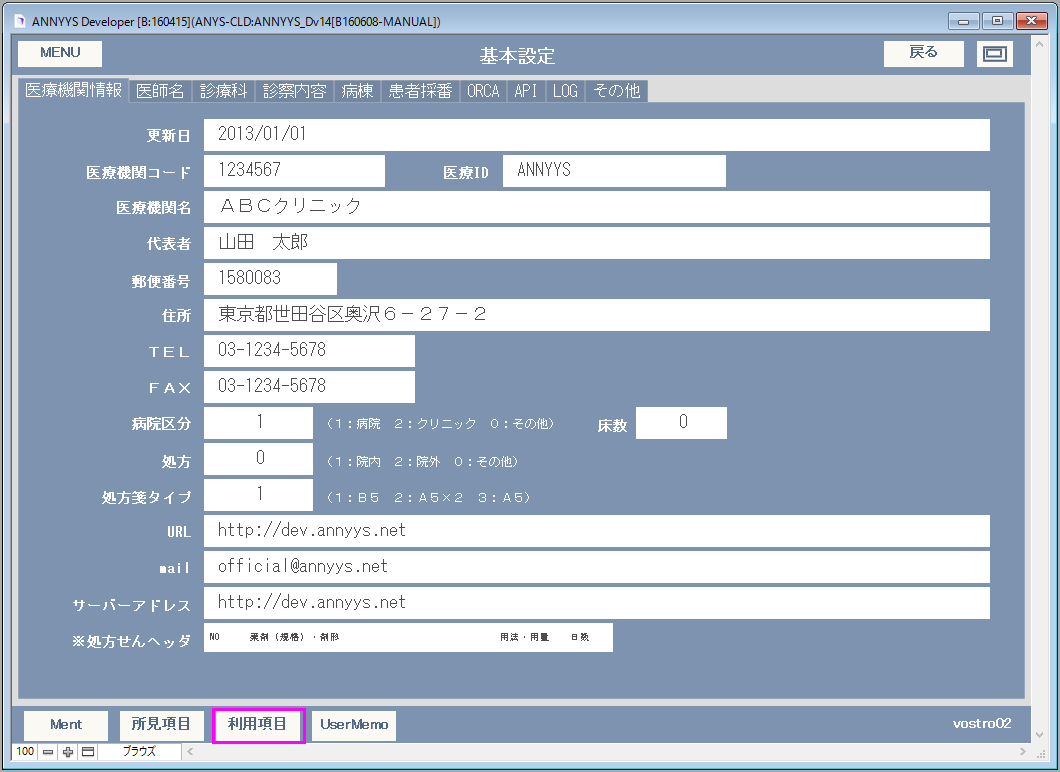 ANNYYS Developer [B:160415](ANYS-CLD:ANNYYS_Dv14[B160608-MANUAL])
MENU 基本設定 戻る
医療機関情報 医師名 診療科 診察内容 病棟 患者採番 ORCA API LOG その他
更新日 2013/01/01
医療機関コード 1234567 医療ID ANNYYS
医療機関名 ＡＢＣクリニック
代表者 山田　太郎
郵便番号 1580083
住所 東京都世田谷区奥沢６－２７－２
ＴＥＬ 03-1234-5678
ＦＡＸ 03-1234-5678
病院区分 1 （１：病院　２：クリニック　０：その他） 床数 0
処方 0 （１：院内　２：院外　０：その他）
処方箋タイプ 1 （１：Ｂ５　２：Ａ５×２　３：Ａ５）
URL http://dev.annyys.net
mail official@annyys.net
サーバーアドレス http://dev.annyys.net
※処方せんヘッダ NO 薬剤（規格）・剤形 用法・用量 日数
Ment 所見項目 利用項目 UserMemo vostro02
100 ブラウズ